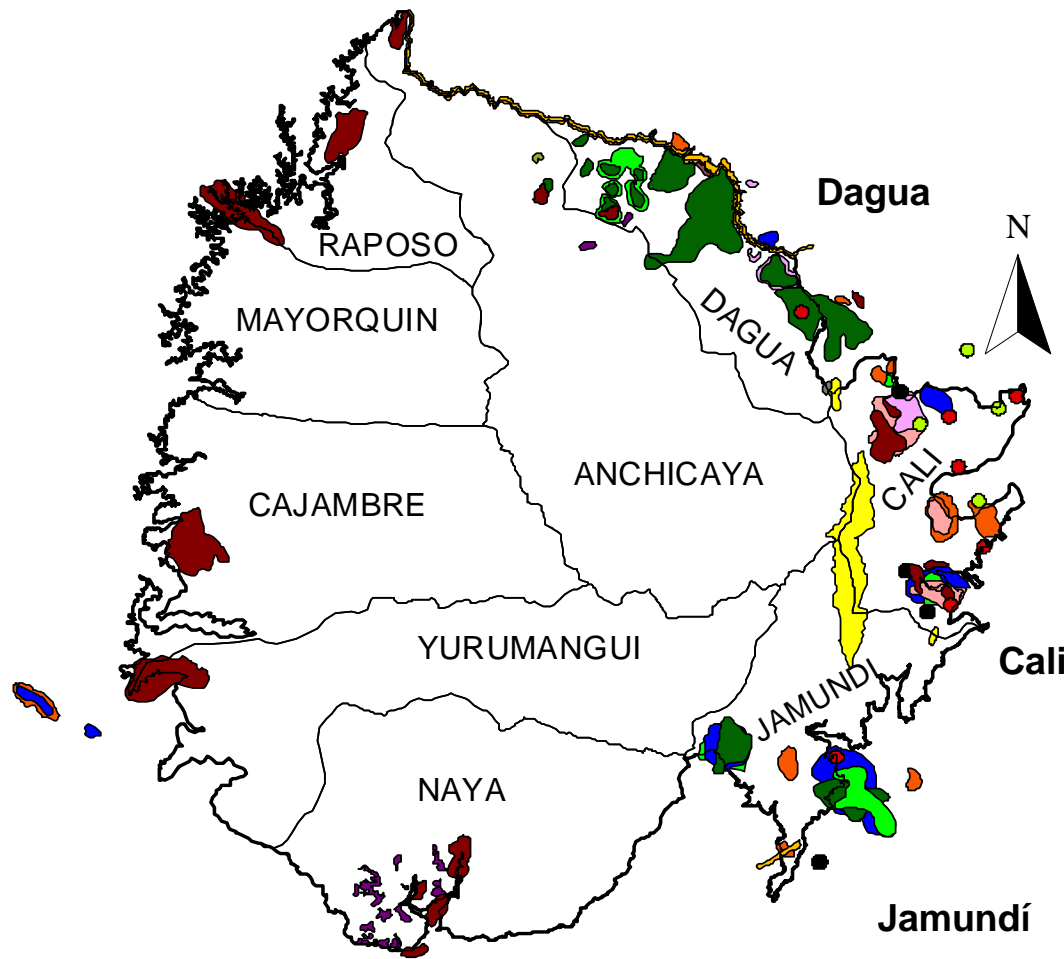 Dagua
N
RAPOSO
MAYORQUIN
DAGUA
ANCHICAYA
CALI
CAJAMBRE
YURUMANGUI
Cali
JAMUNDI
NAYA
Jamundí